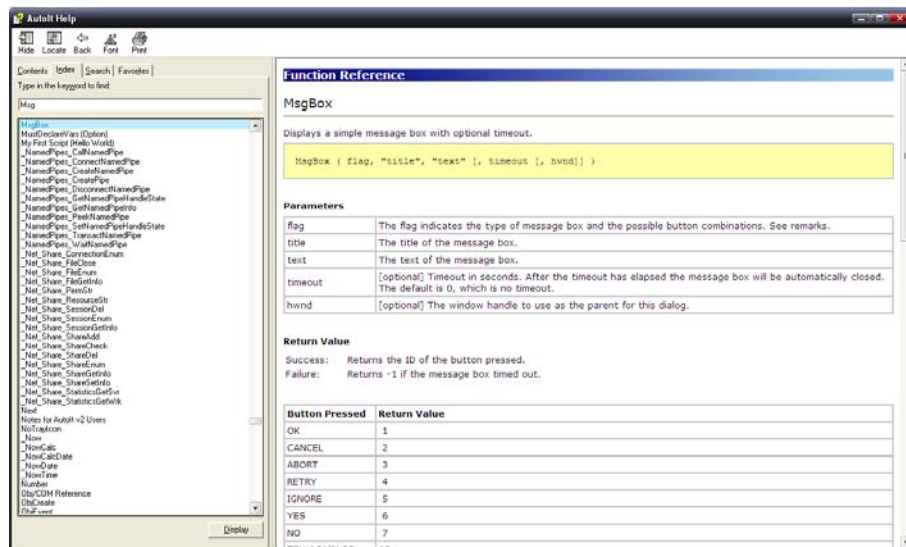 AutoIt Help
Hide Locate Back Font Print
Contents Index Search Favorites
Type in the keyword to find:
Msg
MsgBox
MustDeclareVars (Option)
My First Script (Hello World)
_NamedPipes_CallNamedPipe
_NamedPipes_ConnectNamedPipe
_NamedPipes_CreateNamedPipe
_NamedPipes_CreatePipe
_NamedPipes_DisconnectNamedPipe
_NamedPipes_GetNamedPipeHandleState
_NamedPipes_GetNamedPipeInfo
_NamedPipes_PeekNamedPipe
_NamedPipes_SetNamedPipeHandleState
_NamedPipes_TransactNamedPipe
_NamedPipes_WaitNamedPipe
_Net_Share_ConnectionEnum
_Net_Share_FileClose
_Net_Share_FileEnum
_Net_Share_FileGetInfo
_Net_Share_PermStr
_Net_Share_ResourceStr
_Net_Share_SessionDel
_Net_Share_SessionEnum
_Net_Share_SessionGetInfo
_Net_Share_ShareAdd
_Net_Share_ShareCheck
_Net_Share_ShareDel
_Net_Share_ShareEnum
_Net_Share_ShareGetInfo
_Net_Share_ShareSetInfo
_Net_Share_StatisticsGetSvr
_Net_Share_StatisticsGetWrk
Next
Notes for AutoIt v2 Users
NoTrayIcon
_Now
_NowCalc
_NowCalcDate
_NowDate
_NowTime
Number
Obj/COM Reference
ObjCreate
ObjEvent
Display
Function Reference
MsgBox
Displays a simple message box with optional timeout.
MsgBox ( flag, "title", "text" [, timeout [, hwnd]] )
Parameters
flag The flag indicates the type of message box and the possible button combinations. See remarks.
title The title of the message box.
text The text of the message box.
timeout [optional] Timeout in seconds. After the timeout has elapsed the message box will be automatically closed.
The default is 0, which is no timeout.
hwnd [optional] The window handle to use as the parent for this dialog.
Return Value
Success: Returns the ID of the button pressed.
Failure: Returns -1 if the message box timed out.
Button Pressed Return Value
OK 1
CANCEL 2
ABORT 3
RETRY 4
IGNORE 5
YES 6
NO 7